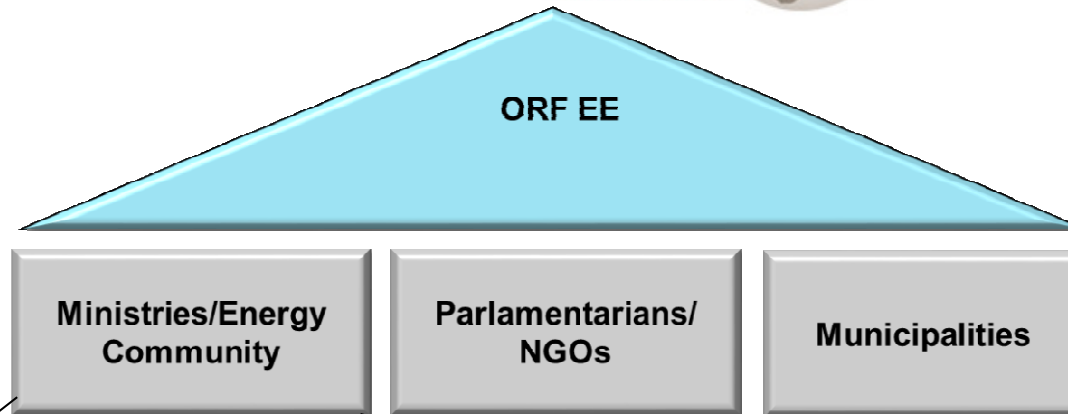 ORF EE
Ministries/Energy
Community
Parlamentarians/
NGOs
Municipalities